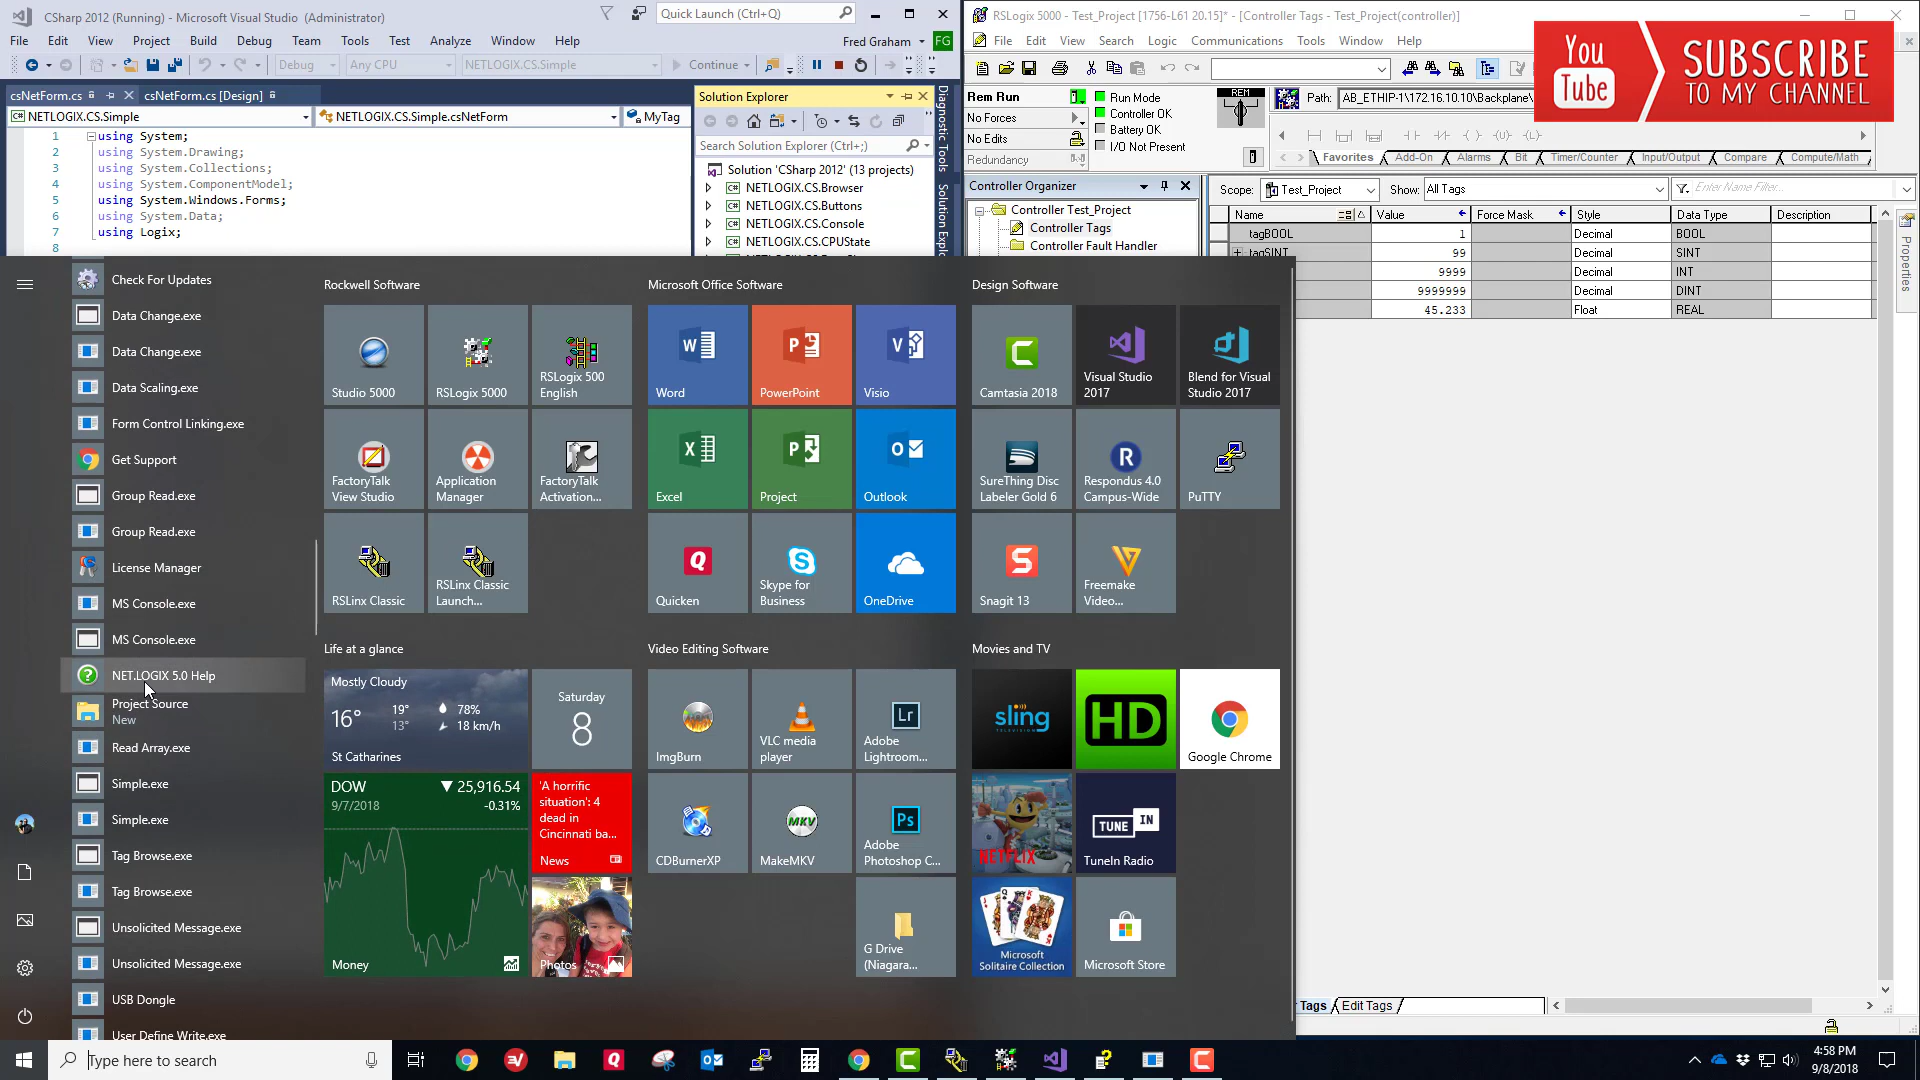 CSharp 2012 (Running) - Microsoft Visual Studio (Administrator)
Quick Launch (Ctrl+Q)
File Edit View Project Build Debug Team Tools Test Analyze Window Help
Fred Graham FG
Debug Any CPU NETLOGIX.CS.Simple Continue
csNetForm.cs csNetForm.cs [Design]
NETLOGIX.CS.Simple NETLOGIX.CS.Simple.csNetForm MyTag
1 using System;
2 using System.Drawing;
3 using System.Collections;
4 using System.ComponentModel;
5 using System.Windows.Forms;
6 using System.Data;
7 using Logix;
8
Solution Explorer
Search Solution Explorer (Ctrl+;)
Solution 'CSharp 2012' (13 projects)
NETLOGIX.CS.Browser
NETLOGIX.CS.Buttons
NETLOGIX.CS.Console
NETLOGIX.CS.CPUState
Diagnostic Tools
Solution Explorer
RSLogix 5000 - Test_Project [1756-L61 20.15]* - [Controller Tags - Test_Project(controller)]
File Edit View Search Logic Communications Tools Window Help
You
Tube
SUBSCRIBE
TO MY CHANNEL
Rem Run
No Forces
No Edits
Redundancy
Run Mode
Controller OK
Battery OK
I/O Not Present
REM
Path: AB_ETHIP-1\172.16.10.10\Backplane\
Favorites Add-On Alarms Bit Timer/Counter Input/Output Compare Compute/Math
Controller Organizer
Controller Test_Project
Controller Tags
Controller Fault Handler
Scope: Test_Project Show: All Tags Enter Name Filter...
Name Value Force Mask Style Data Type Description
tagBOOL 1 Decimal BOOL
tagSINT 99 Decimal SINT
9999 Decimal INT
9999999 Decimal DINT
45.233 Float REAL
Properties
Tags Edit Tags
Check For Updates
Data Change.exe
Data Change.exe
Data Scaling.exe
Form Control Linking.exe
Get Support
Group Read.exe
Group Read.exe
License Manager
MS Console.exe
MS Console.exe
NET.LOGIX 5.0 Help
Project Source
New
Read Array.exe
Simple.exe
Simple.exe
Tag Browse.exe
Tag Browse.exe
Unsolicited Message.exe
Unsolicited Message.exe
USB Dongle
User Define Write.exe
Rockwell Software
Studio 5000
RSLogix 5000
RSLogix 500
English
FactoryTalk
View Studio
Application
Manager
FactoryTalk
Activation...
RSLinx Classic
RSLinx Classic
Launch...
Microsoft Office Software
Word
PowerPoint
Visio
Excel
Project
Outlook
Quicken
Skype for
Business
OneDrive
Design Software
Camtasia 2018
Visual Studio
2017
Blend for Visual
Studio 2017
SureThing Disc
Labeler Gold 6
Respondus 4.0
Campus-Wide
PuTTY
Snagit 13
Freemake
Video...
Life at a glance
Mostly Cloudy
16° 19° 78%
13° 18 km/h
St Catharines
Saturday
8
DOW ▼ 25,916.54
9/7/2018 -0.31%
Money
'A horrific
situation': 4
dead in
Cincinnati ba...
News
Photos
Video Editing Software
ImgBurn
VLC media
player
Lr
Adobe
Lightroom...
CDBurnerXP
MKV
MakeMKV
Ps
Adobe
Photoshop C...
G Drive
(Niagara...
Movies and TV
sling
TELEVISION
HD
Google Chrome
NETFLIX
TUNE IN
TuneIn Radio
Microsoft
Solitaire Collection
Microsoft Store
Type here to search
4:58 PM
9/8/2018